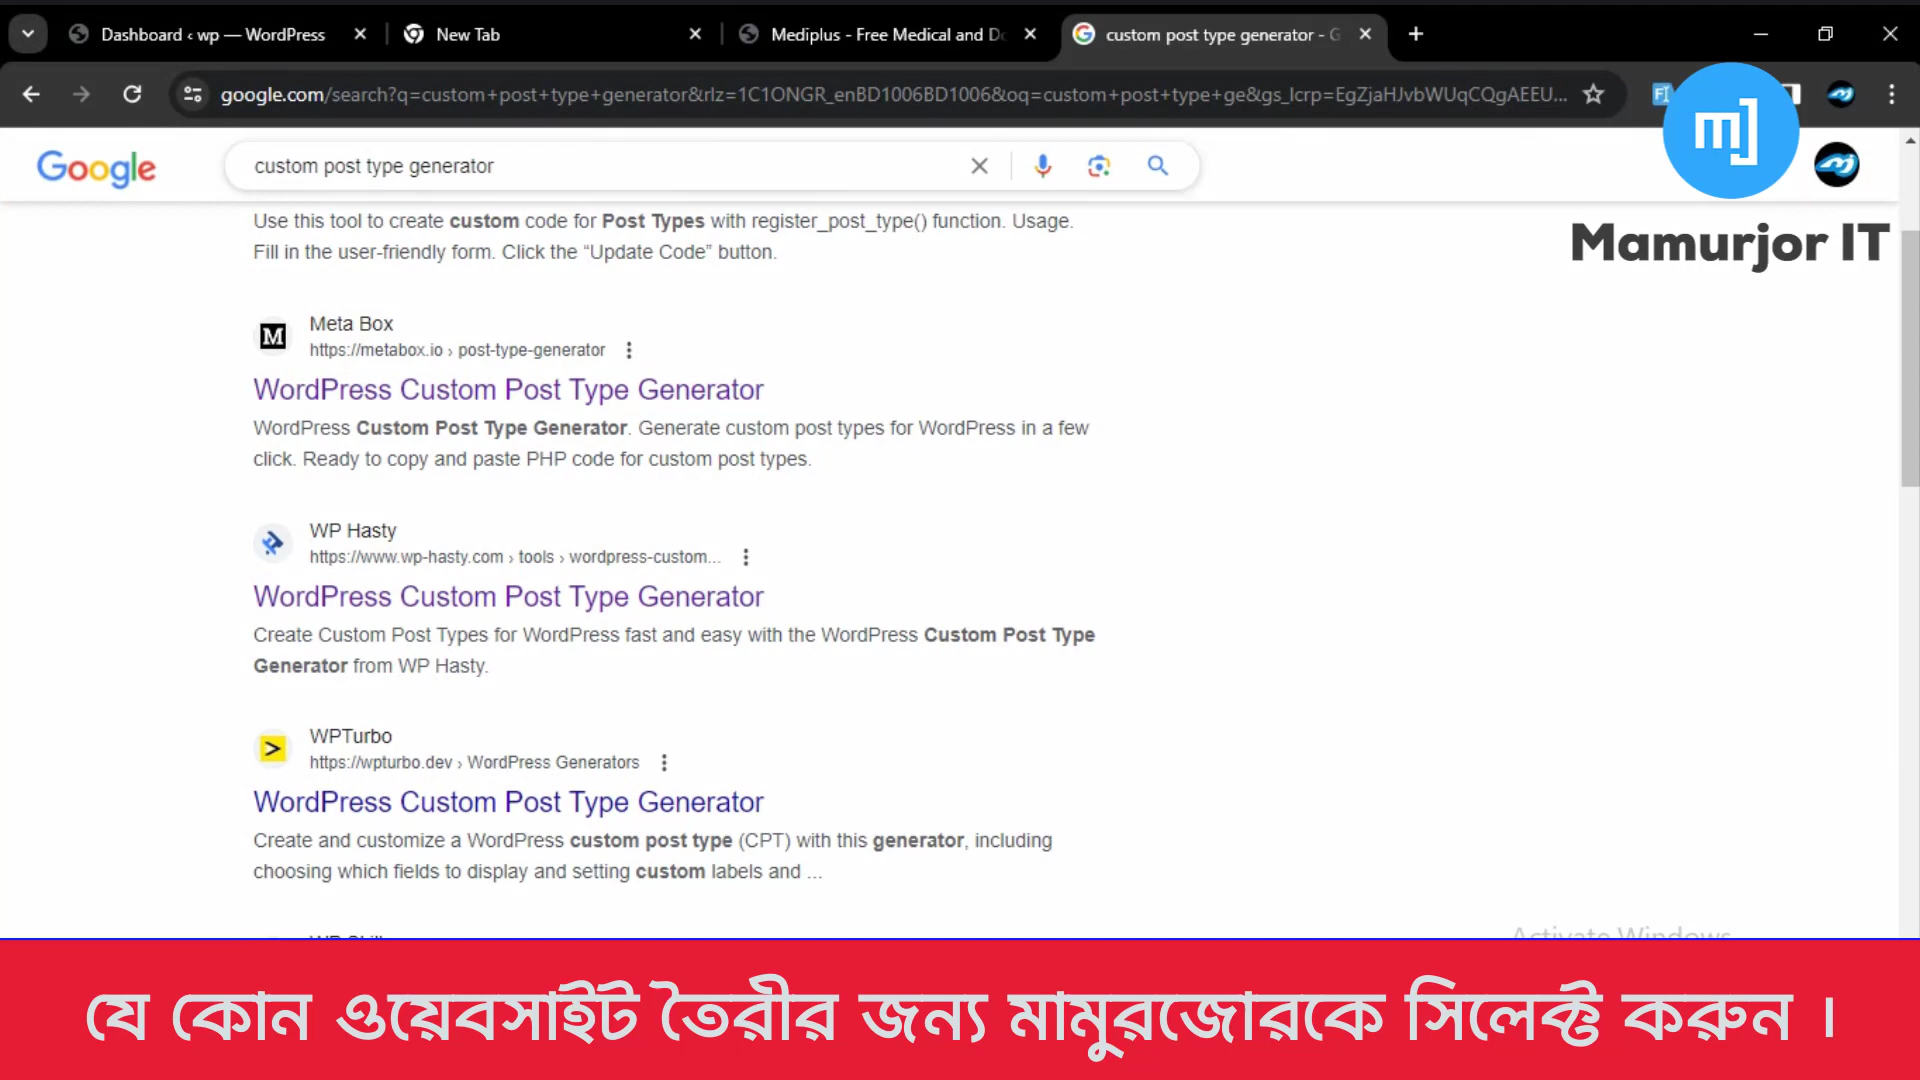 Dashboard ‹ wp — WordPress
New Tab
Mediplus - Free Medical and Do
custom post type generator - G
google.com/search?q=custom+post+type+generator&rlz=1C1ONGR_enBD1006BD1006&oq=custom+post+type+ge&gs_lcrp=EgZjaHJvbWUqCQgAEEU...
Google
custom post type generator
mj
Mamurjor IT
Use this tool to create custom code for Post Types with register_post_type() function. Usage.
Fill in the user-friendly form. Click the “Update Code” button.
M
Meta Box
https://metabox.io › post-type-generator
WordPress Custom Post Type Generator
WordPress Custom Post Type Generator. Generate custom post types for WordPress in a few
click. Ready to copy and paste PHP code for custom post types.
WP Hasty
https://www.wp-hasty.com › tools › wordpress-custom...
WordPress Custom Post Type Generator
Create Custom Post Types for WordPress fast and easy with the WordPress Custom Post Type
Generator from WP Hasty.
WPTurbo
https://wpturbo.dev › WordPress Generators
WordPress Custom Post Type Generator
Create and customize a WordPress custom post type (CPT) with this generator, including
choosing which fields to display and setting custom labels and ...
Activate Windows
যে কোন ওয়েবসাইট তৈরীর জন্য মামুরজোরকে সিলেক্ট করুন ।